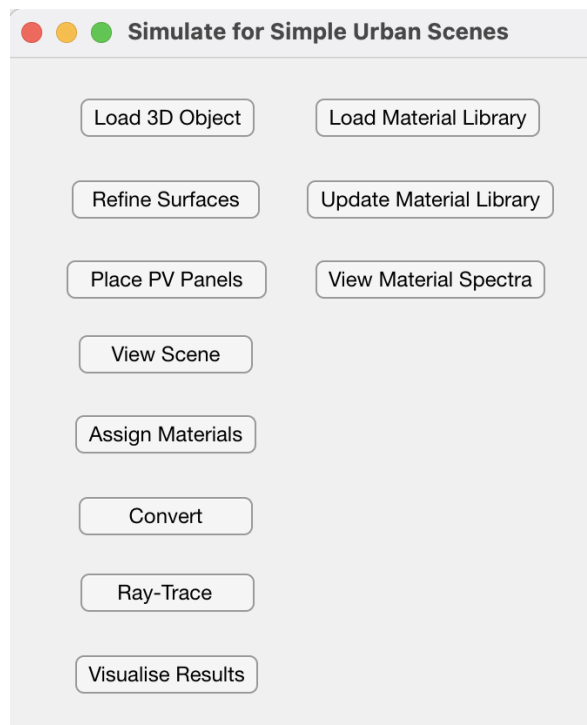 Simulate for Simple Urban Scenes
Load 3D Object
Load Material Library
Refine Surfaces
Update Material Library
Place PV Panels
View Material Spectra
View Scene
Assign Materials
Convert
Ray-Trace
Visualise Results